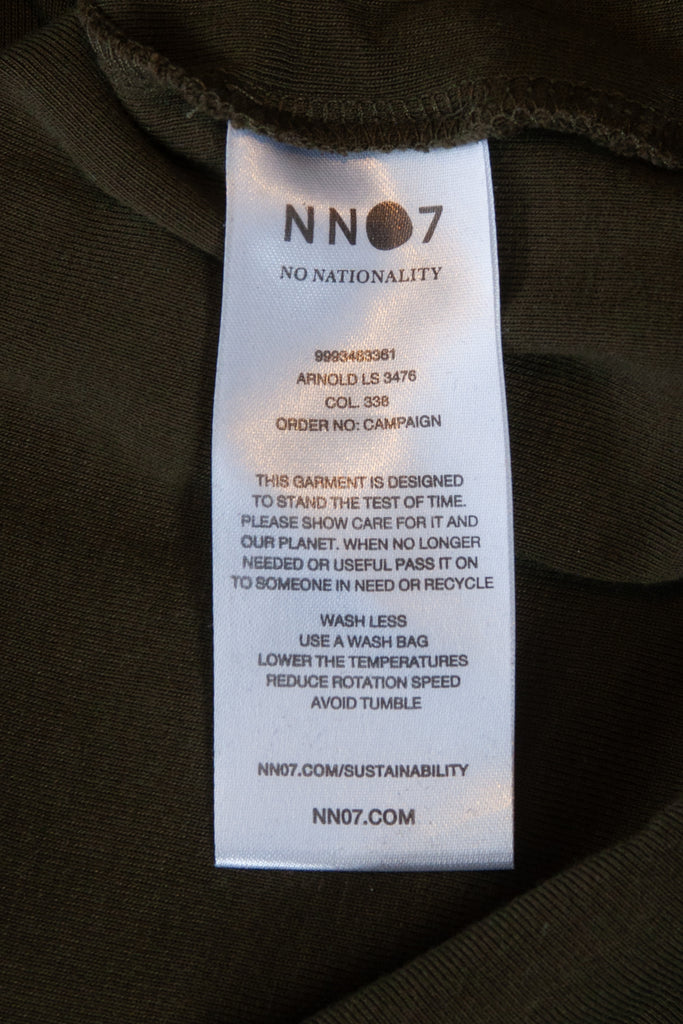 NN07
NO NATIONALITY
9993483361
ARNOLD LS 3476
COL. 338
ORDER NO: CAMPAIGN
THIS GARMENT IS DESIGNED
TO STAND THE TEST OF TIME.
PLEASE SHOW CARE FOR IT AND
OUR PLANET. WHEN NO LONGER
NEEDED OR USEFUL PASS IT ON
TO SOMEONE IN NEED OR RECYCLE
WASH LESS
USE A WASH BAG
LOWER THE TEMPERATURES
REDUCE ROTATION SPEED
AVOID TUMBLE
NN07.COM/SUSTAINABILITY
NN07.COM